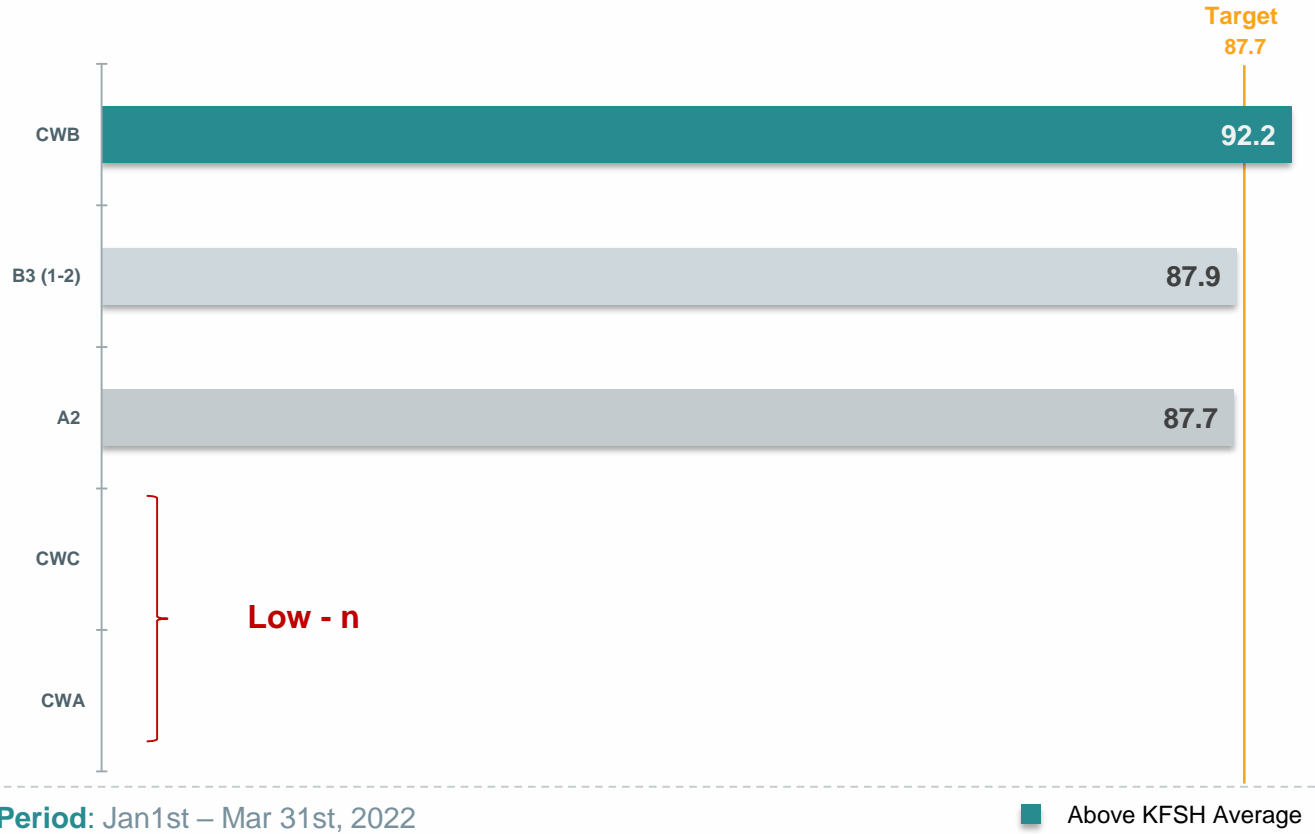 Target
87.7
CWB
92.2
B3 (1-2)
87.9
A2
87.7
CWC
Low - n
CWA
Period: Jan1st – Mar 31st, 2022
Above KFSH Average